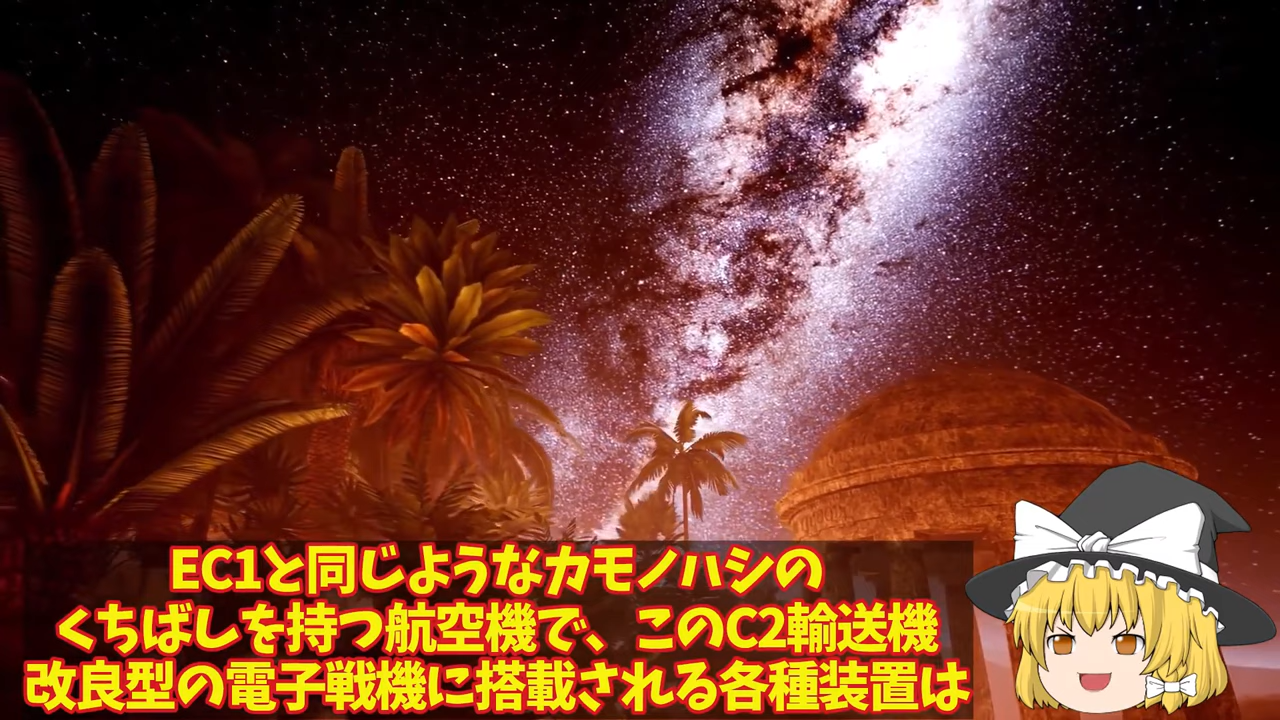 EC1と同じようなカモノハシの
くちばしを持つ航空機で、このC2輸送機
改良型の電子戦機に搭載される各種装置は